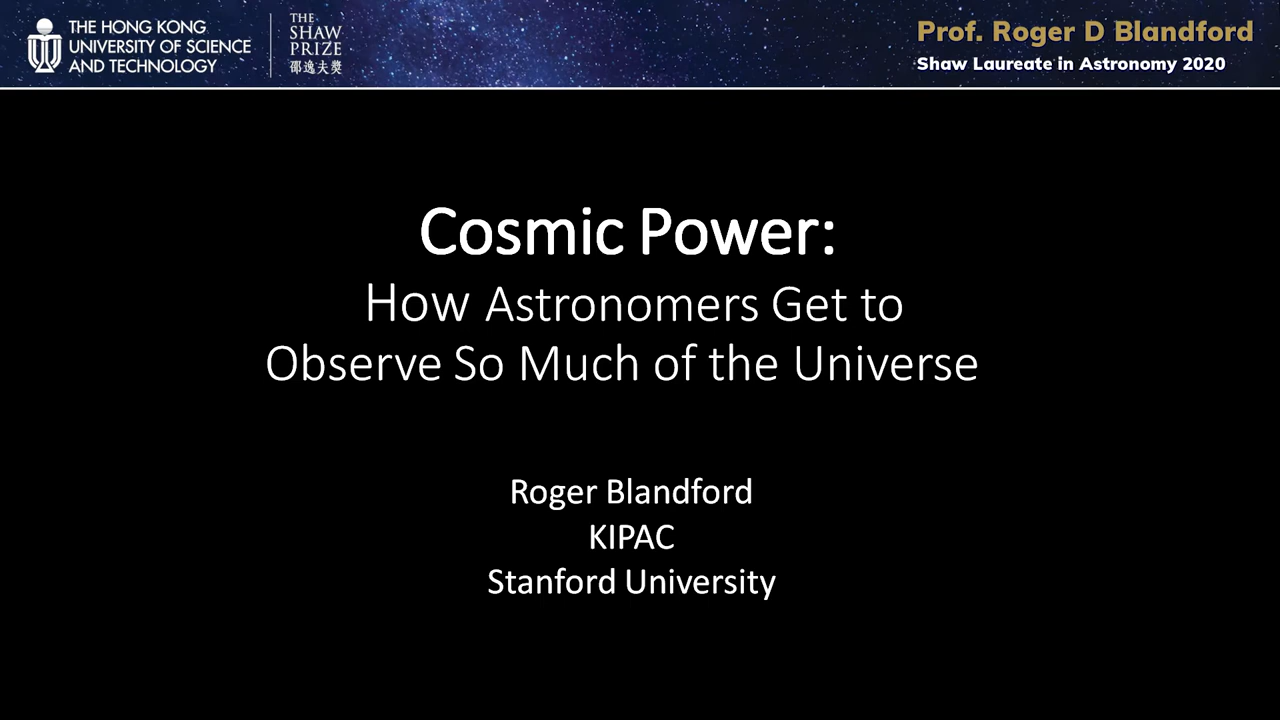 THE HONG KONG
UNIVERSITY OF SCIENCE
AND TECHNOLOGY
THE
SHAW
PRIZE
邵逸夫獎
Prof. Roger D Blandford
Shaw Laureate in Astronomy 2020
Cosmic Power:
How Astronomers Get to
Observe So Much of the Universe
Roger Blandford
KIPAC
Stanford University